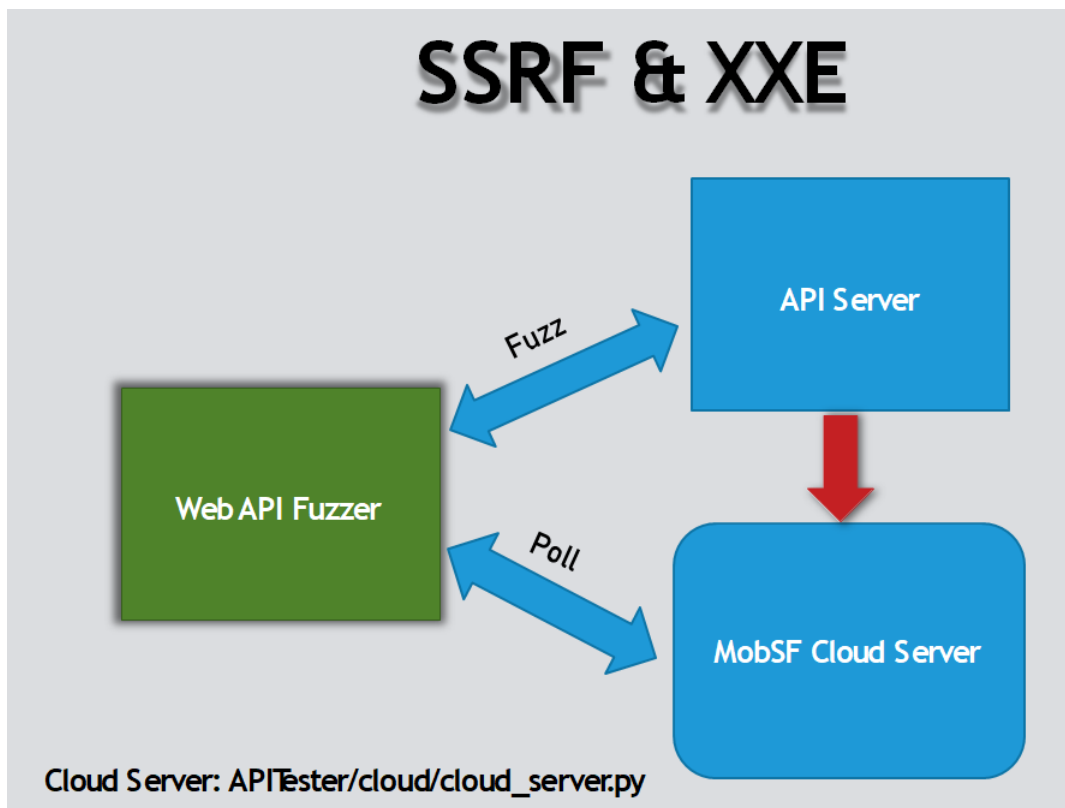 SSRF & XXE
API Server
Fuzz
Web API Fuzzer
Poll
MobSF Cloud Server
Cloud Server: APITester/cloud/cloud_server.py